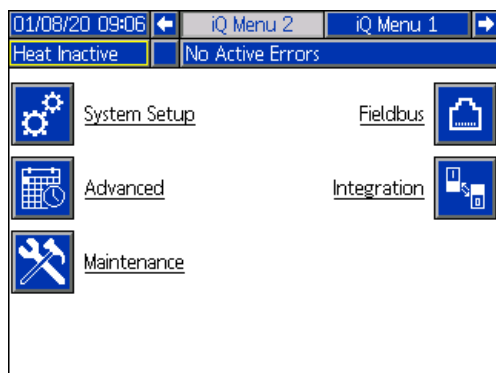 01/08/20 09:06 iQ Menu 2 iQ Menu 1
Heat Inactive No Active Errors
System Setup Fieldbus
Advanced Integration
Maintenance